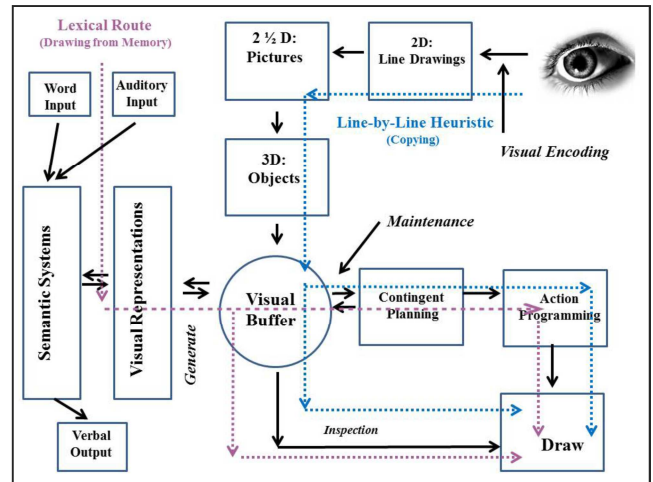 Lexical Route
(Drawing from Memory)
2 ½ D:
Pictures
2D:
Line Drawings
Word
Input
Auditory
Input
Line-by-Line Heuristic
(Copying)
Visual Encoding
3D:
Objects
Maintenance
Semantic Systems
Visual Representations
Generate
Visual
Buffer
Contingent
Planning
Action
Programming
Inspection
Draw
Verbal
Output